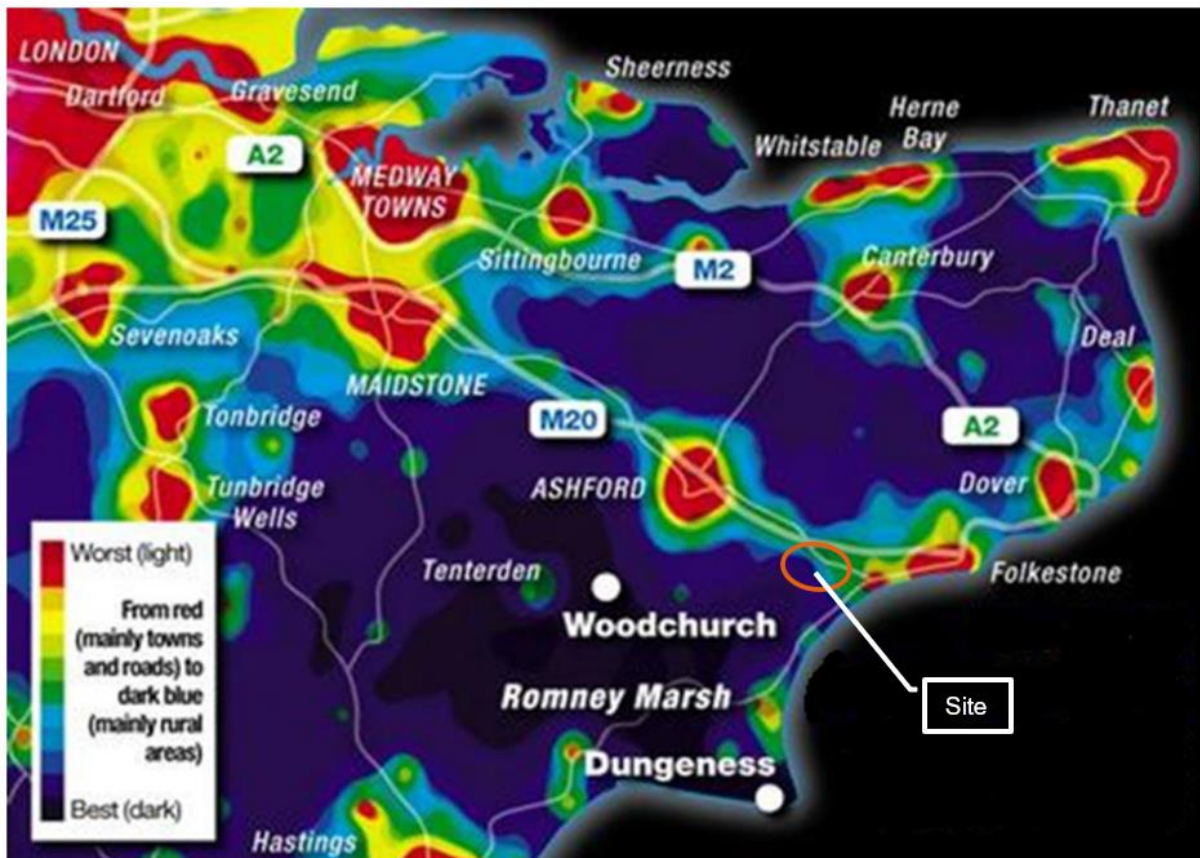 LONDON
Dartford
Gravesend
A2
Sheerness
Herne
Bay
Thanet
Whitstable
MEDWAY
TOWNS
M25
Sittingbourne
M2
Canterbury
Sevenoaks
Deal
MAIDSTONE
Tonbridge
M20
A2
ASHFORD
Dover
Tunbridge
Wells
Worst (light)
From red
(mainly towns
and roads) to
dark blue
(mainly rural
areas)
Best (dark)
Tenterden
Folkestone
Woodchurch
Romney Marsh
Site
Dungeness
Hastings